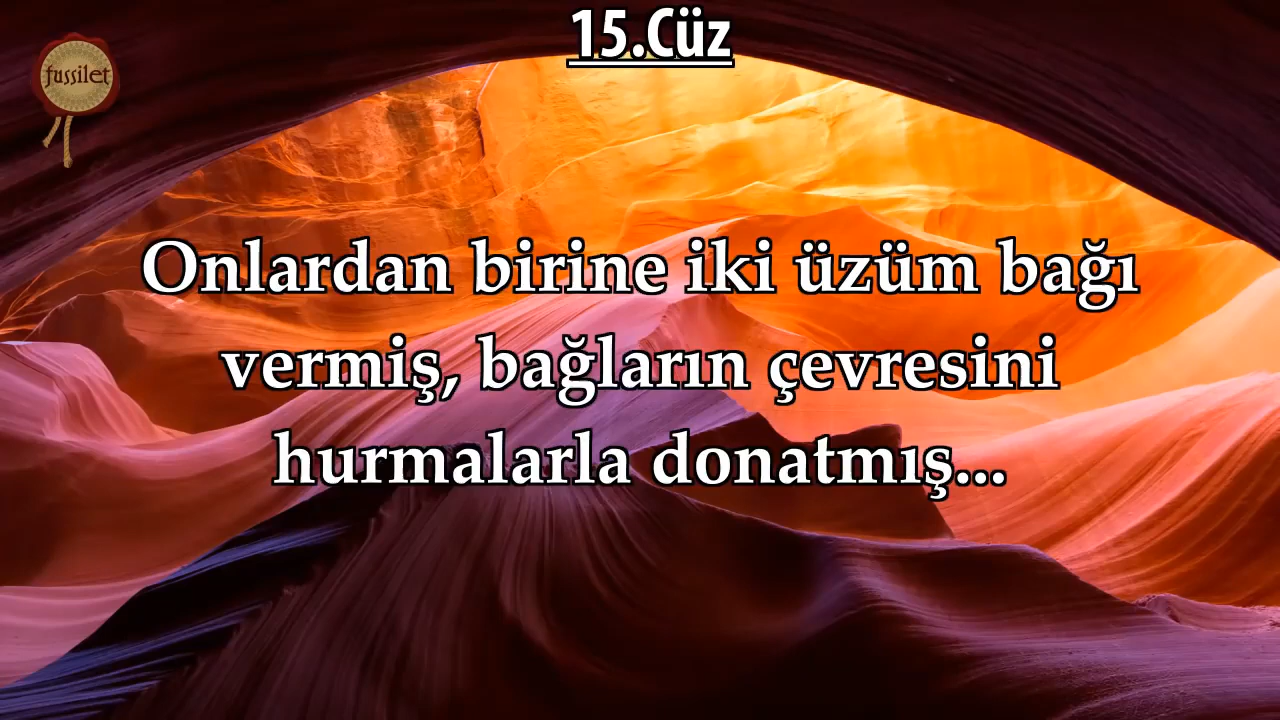 15.Cüz
fussilet
Onlardan birine iki üzüm bağı
vermiş, bağların çevresini
hurmalarla donatmış...